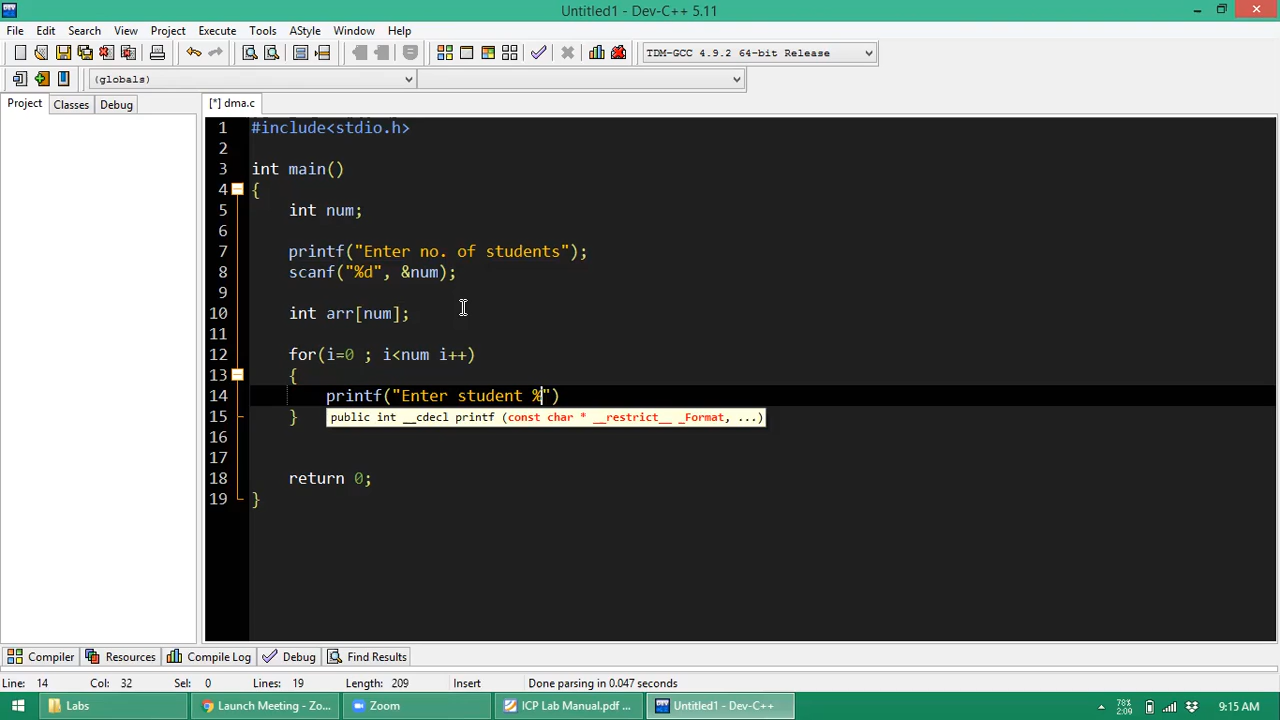 Untitled1 - Dev-C++ 5.11
File Edit Search View Project Execute Tools AStyle Window Help
TDM-GCC 4.9.2 64-bit Release
(globals)
Project Classes Debug [*] dma.c
1 #include<stdio.h>
2
3 int main()
4 {
5 int num;
6
7 printf("Enter no. of students");
8 scanf("%d", &num);
9
10 int arr[num];
11
12 for(i=0 ; i<num i++)
13 {
14 printf("Enter student %")
15 }
public int __cdecl printf (const char * __restrict__ _Format, ...)
16
17
18 return 0;
19 }
Compiler Resources Compile Log Debug Find Results
Line: 14 Col: 32 Sel: 0 Lines: 19 Length: 209 Insert Done parsing in 0.047 seconds
Labs Launch Meeting - Zo... Zoom ICP Lab Manual.pdf ... Untitled1 - Dev-C++ ... 78% 2:09 9:15 AM